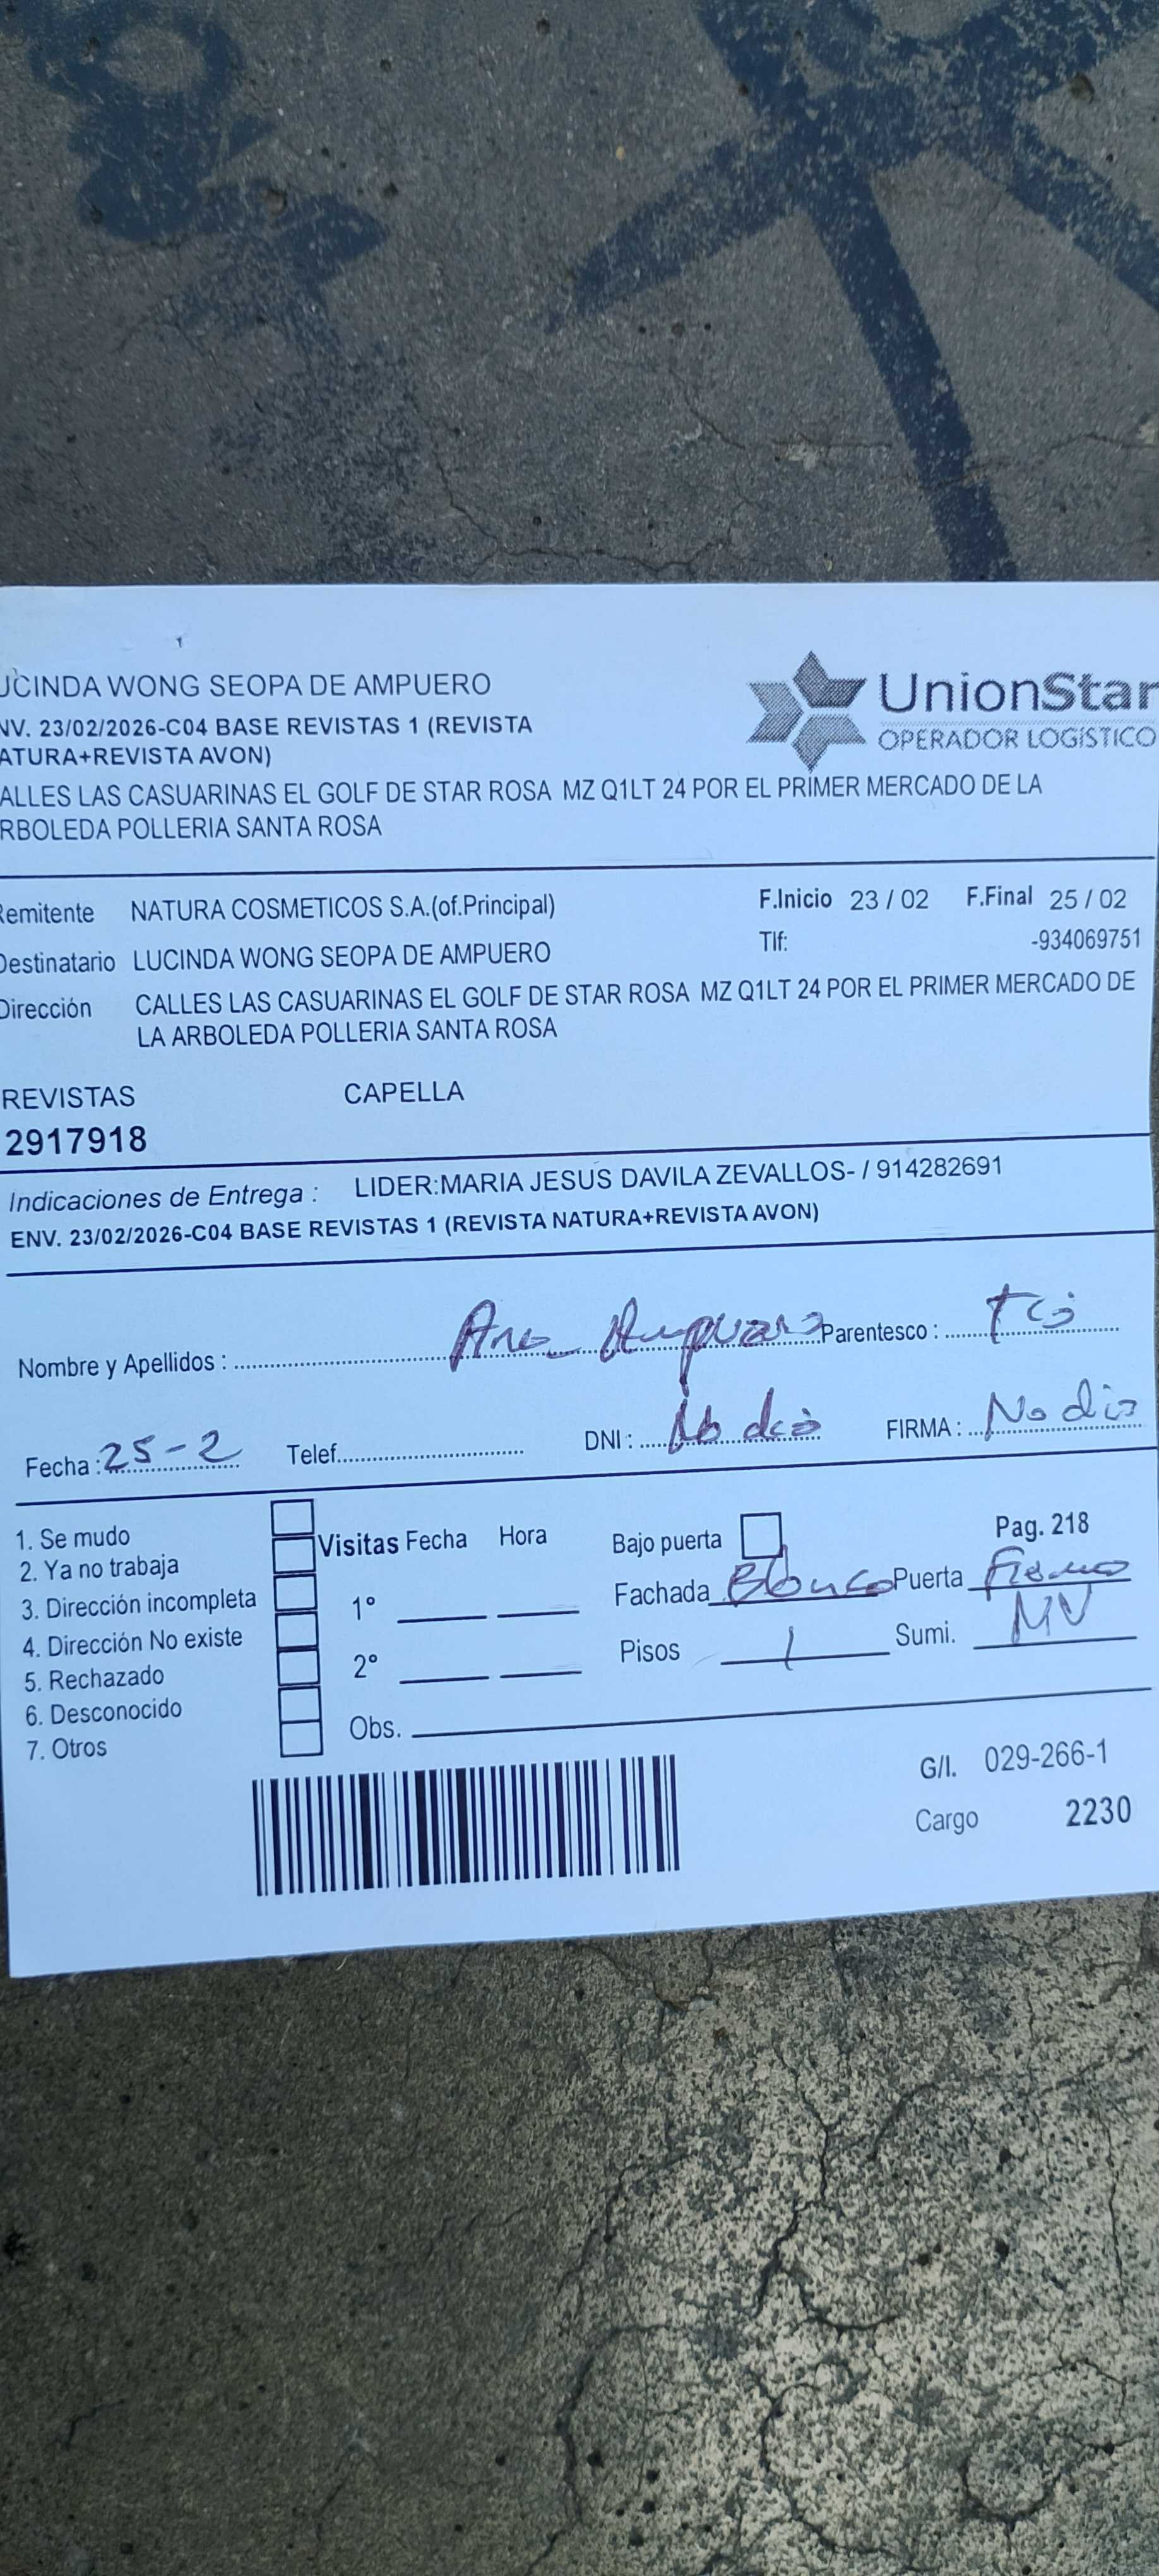 UCINDA WONG SEOPA DE AMPUERO
NV. 23/02/2026-C04 BASE REVISTAS 1 (REVISTA
ATURA+REVISTA AVON)
UnionStar
OPERADOR LOGÍSTICO
ALLES LAS CASUARINAS EL GOLF DE STAR ROSA MZ Q1LT 24 POR EL PRIMER MERCADO DE LA
RBOLEDA POLLERIA SANTA ROSA
Remitente NATURA COSMETICOS S.A.(of.Principal) F.Inicio 23 / 02 F.Final 25 / 02
Destinatario LUCINDA WONG SEOPA DE AMPUERO Tlf: -934069751
Dirección CALLES LAS CASUARINAS EL GOLF DE STAR ROSA MZ Q1LT 24 POR EL PRIMER MERCADO DE
LA ARBOLEDA POLLERIA SANTA ROSA
REVISTAS CAPELLA
2917918
Indicaciones de Entrega : LIDER:MARIA JESUS DAVILA ZEVALLOS- / 914282691
ENV. 23/02/2026-C04 BASE REVISTAS 1 (REVISTA NATURA+REVISTA AVON)
Nombre y Apellidos : Ana Ampuero Parentesco :
Fecha : 25-2 Telef. DNI : No dio FIRMA : No dio
1. Se mudo
2. Ya no trabaja
3. Dirección incompleta
4. Dirección No existe
5. Rechazado
6. Desconocido
7. Otros
Visitas Fecha Hora
1°
2°
Obs.
Bajo puerta Pag. 218
Fachada Blanco Puerta Fierro
Pisos 1 Sumi. MV
G/I. 029-266-1
Cargo 2230